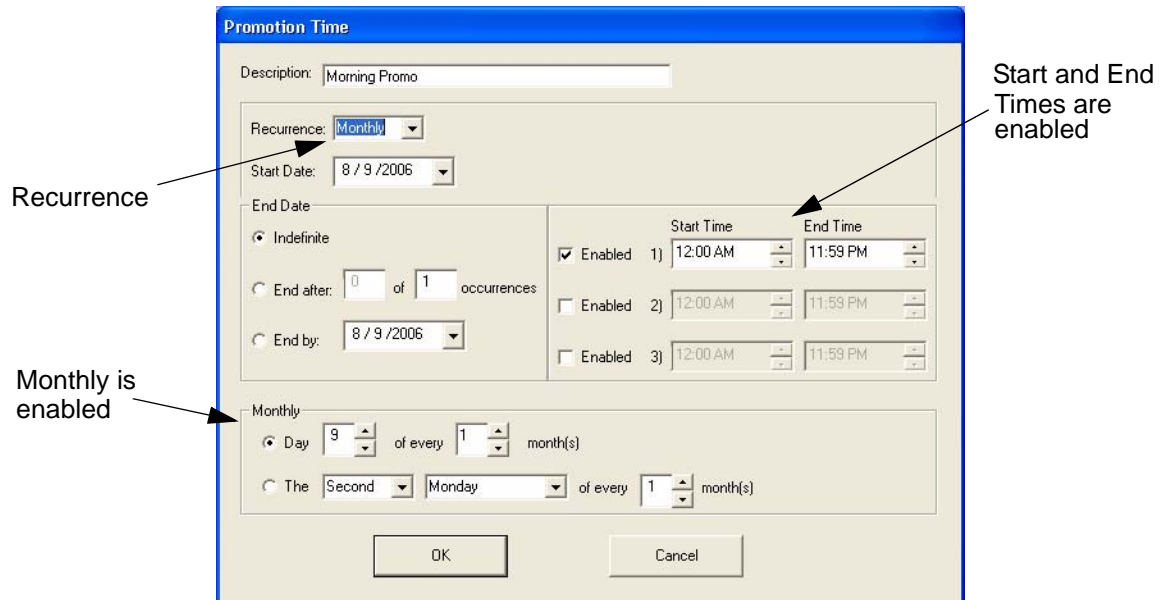 Promotion Time
Description: Morning Promo
Start and End
Times are
enabled
Recurrence: Monthly
Start Date: 8 / 9 /2006
Recurrence
End Date
Indefinite
Start Time End Time
Enabled 1) 12:00 AM 11:59 PM
End after: 0 of 1 occurrences
Enabled 2) 12:00 AM 11:59 PM
End by: 8 / 9 /2006
Enabled 3) 12:00 AM 11:59 PM
Monthly is
enabled
Monthly
Day 9 of every 1 month(s)
The Second Monday of every 1 month(s)
OK Cancel